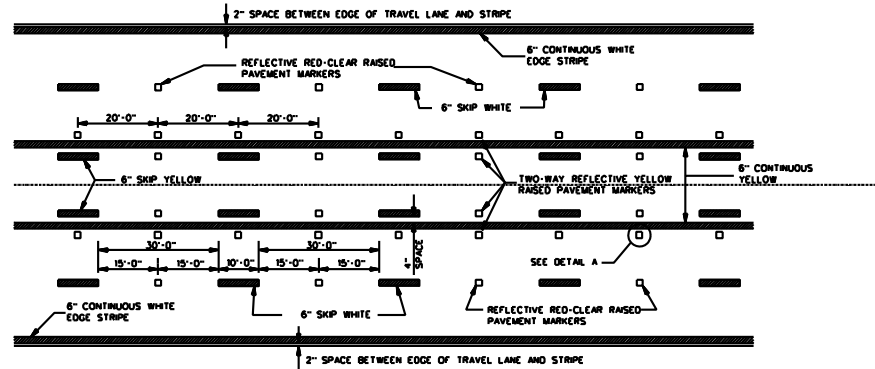 2" SPACE BETWEEN EDGE OF TRAVEL LANE AND STRIPE
6" CONTINUOUS WHITE
EDGE STRIPE
REFLECTIVE RED-CLEAR RAISED
PAVEMENT MARKERS
6" SKIP WHITE
20'-0" 20'-0" 20'-0"
6" SKIP YELLOW
TWO-WAY REFLECTIVE YELLOW
RAISED PAVEMENT MARKERS
6" CONTINUOUS
YELLOW
30'-0" 30'-0"
15'-0" 15'-0" 10'-0" 15'-0" 15'-0"
4"
SPACE
SEE DETAIL A
6" CONTINUOUS WHITE
EDGE STRIPE
6" SKIP WHITE
REFLECTIVE RED-CLEAR RAISED
PAVEMENT MARKERS
2" SPACE BETWEEN EDGE OF TRAVEL LANE AND STRIPE